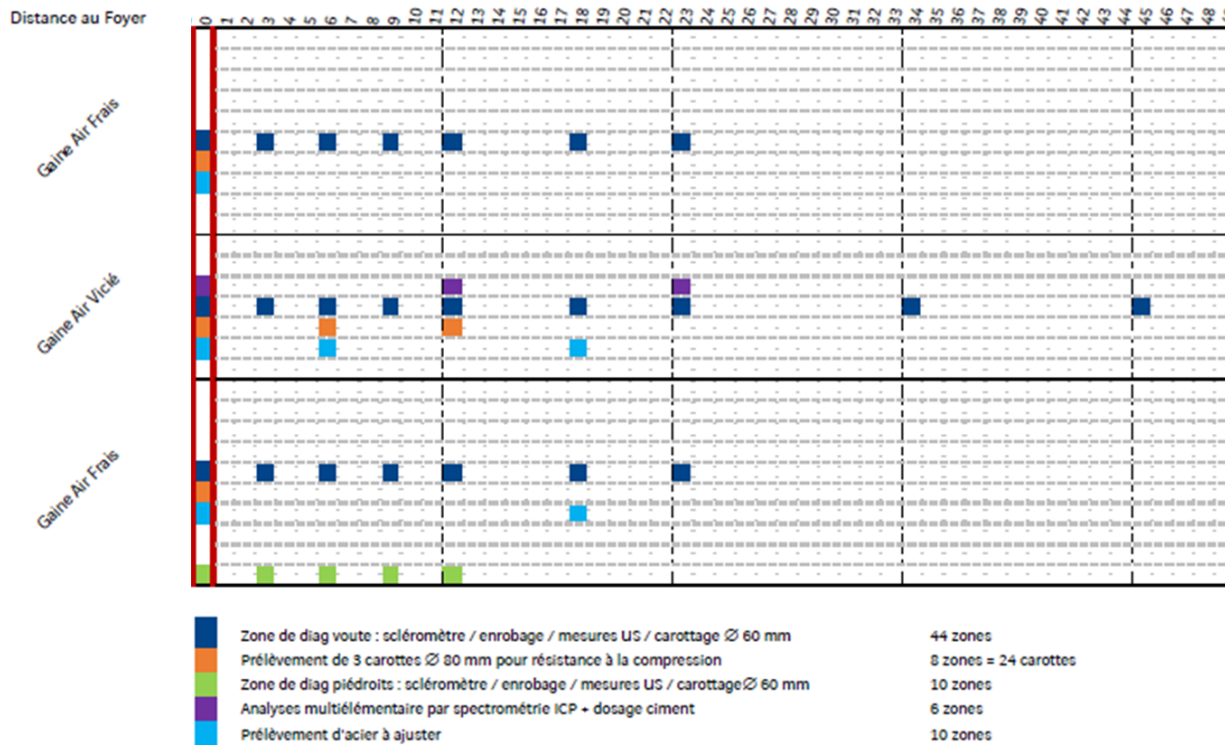 Distance au Foyer
0 1 2 3 4 5 6 7 8 9 10 11 12 13 14 15 16 17 18 19 20 21 22 23 24 25 26 27 28 29 30 31 32 33 34 35 36 37 38 39 40 41 42 43 44 45 46 47 48
Gaine Air Frais
Gaine Air Vicié
Gaine Air Frais
Zone de diag voute : scléromètre / enrobage / mesures US / carottage Ø 60 mm 44 zones
Prélèvement de 3 carottes Ø 80 mm pour résistance à la compression 8 zones = 24 carottes
Zone de diag piédroits : scléromètre / enrobage / mesures US / carottageØ 60 mm 10 zones
Analyses multiélémentaire par spectrométrie ICP + dosage ciment 6 zones
Prélèvement d'acier à ajuster 10 zones